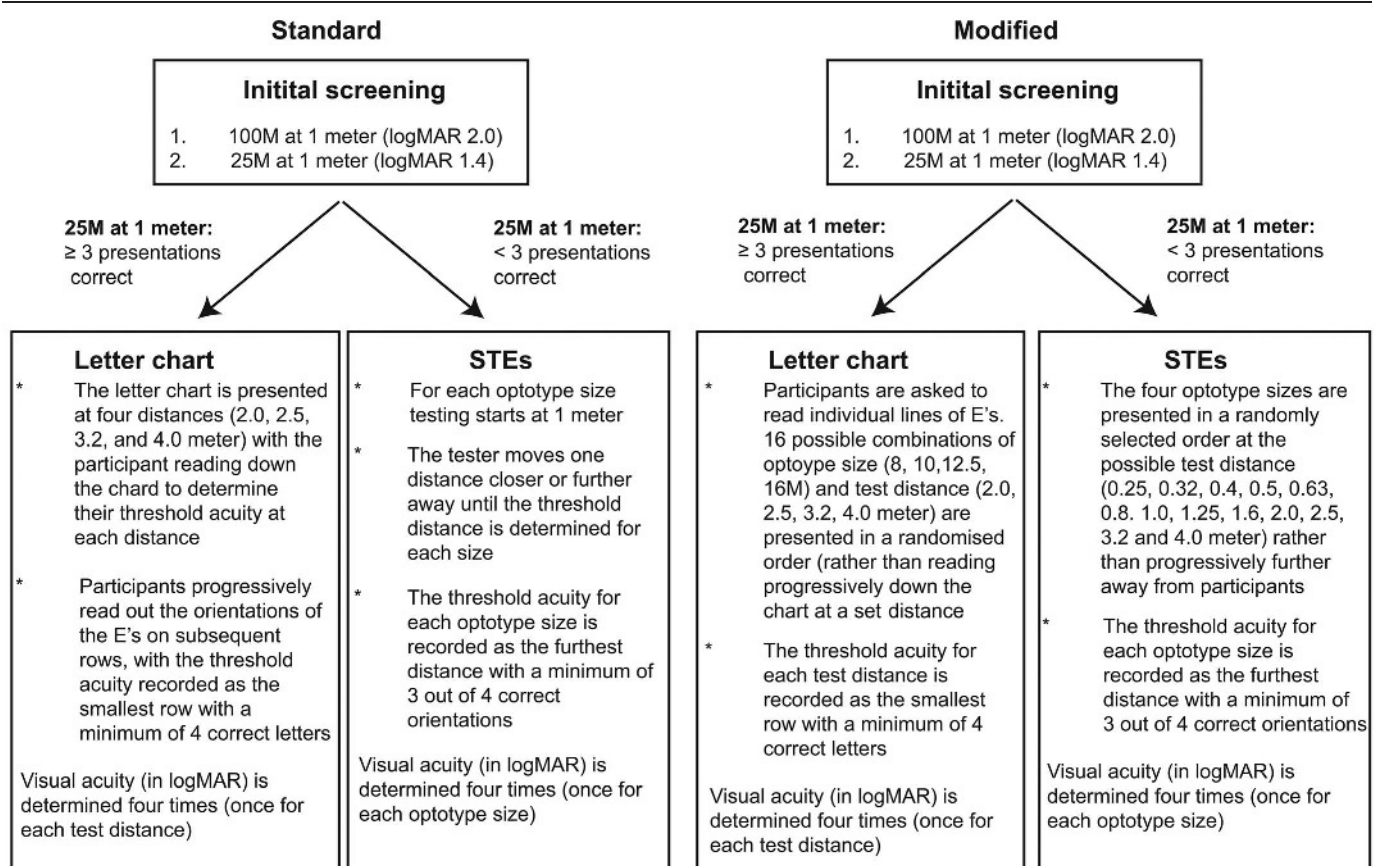 Standard
Initital screening
1. 100M at 1 meter (logMAR 2.0)
2. 25M at 1 meter (logMAR 1.4)
25M at 1 meter:
≥ 3 presentations
correct
25M at 1 meter:
< 3 presentations
correct
Letter chart
* The letter chart is presented
at four distances (2.0, 2.5,
3.2, and 4.0 meter) with the
participant reading down
the chard to determine
their threshold acuity at
each distance
* Participants progressively
read out the orientations of
the E's on subsequent
rows, with the threshold
acuity recorded as the
smallest row with a
minimum of 4 correct letters
Visual acuity (in logMAR) is
determined four times (once for
each test distance)
STEs
* For each optotype size
testing starts at 1 meter
* The tester moves one
distance closer or further
away until the threshold
distance is determined for
each size
* The threshold acuity for
each optotype size is
recorded as the furthest
distance with a minimum of
3 out of 4 correct
orientations
Visual acuity (in logMAR) is
determined four times (once for
each optotype size)
Modified
Initital screening
1. 100M at 1 meter (logMAR 2.0)
2. 25M at 1 meter (logMAR 1.4)
25M at 1 meter:
≥ 3 presentations
correct
25M at 1 meter:
< 3 presentations
correct
Letter chart
* Participants are asked to
read individual lines of E's.
16 possible combinations of
optoype size (8, 10,12.5,
16M) and test distance (2.0,
2.5, 3.2, 4.0 meter) are
presented in a randomised
order (rather than reading
progressively down the
chart at a set distance
* The threshold acuity for
each test distance is
recorded as the smallest
row with a minimum of 4
correct letters
Visual acuity (in logMAR) is
determined four times (once for
each test distance)
STEs
* The four optotype sizes are
presented in a randomly
selected order at the
possible test distance
(0.25, 0.32, 0.4, 0.5, 0.63,
0.8. 1.0, 1.25, 1.6, 2.0, 2.5,
3.2 and 4.0 meter) rather
than progressively further
away from participants
* The threshold acuity for
each optotype size is
recorded as the furthest
distance with a minimum of
3 out of 4 correct orientations
Visual acuity (in logMAR) is
determined four times (once for
each optotype size)